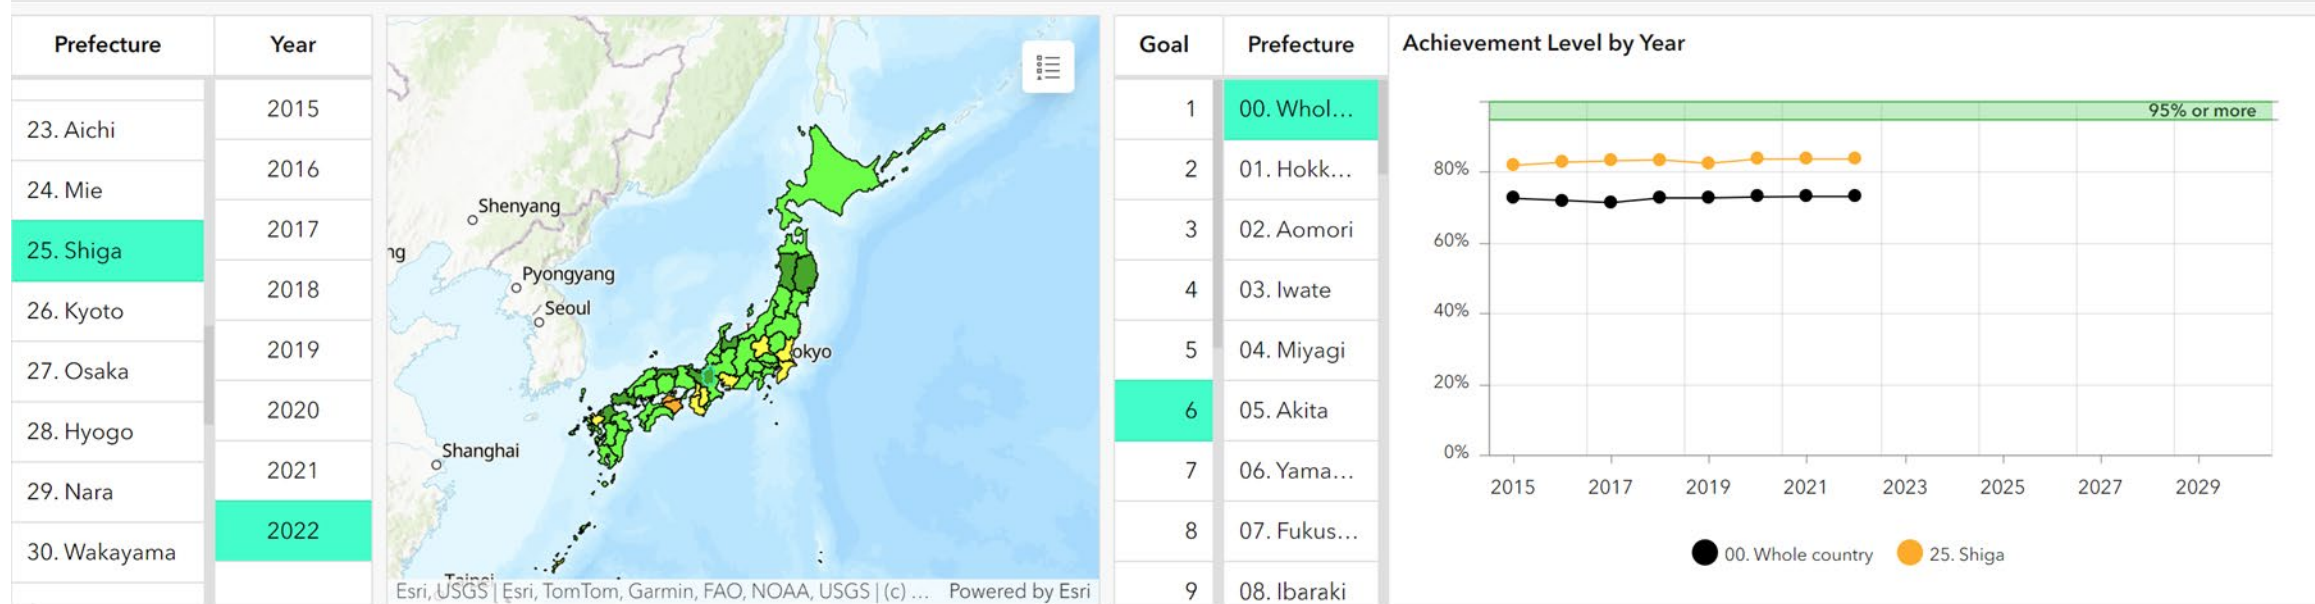 Prefecture
23. Aichi
24. Mie
25. Shiga
26. Kyoto
27. Osaka
28. Hyogo
29. Nara
30. Wakayama
Year
2015
2016
2017
2018
2019
2020
2021
2022
Shenyang
ng
Pyongyang
Seoul
okyo
Shanghai
Taipei
Esri, USGS | Esri, TomTom, Garmin, FAO, NOAA, USGS | (c) ... Powered by Esri
Goal
1
2
3
4
5
6
7
8
9
Prefecture
00. Whol...
01. Hokk...
02. Aomori
03. Iwate
04. Miyagi
05. Akita
06. Yama...
07. Fukus...
08. Ibaraki
Achievement Level by Year
95% or more
80%
60%
40%
20%
0%
2015 2017 2019 2021 2023 2025 2027 2029
00. Whole country 25. Shiga